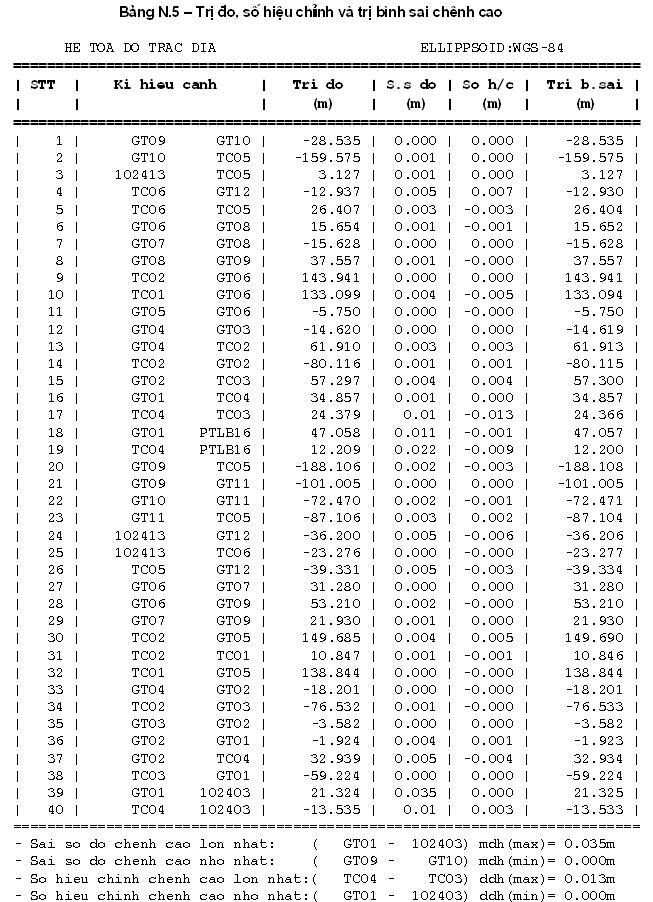 Bảng N.5 – Trị đo, số hiệu chỉnh và trị bình sai chênh cao
HE TOA DO TRAC DIA ELLIPPSOID:WGS-84
| STT | Ki hieu canh | Tri do | S.s do | So h/c | Tri b.sai |
| | | (m) | (m) | (m) | (m) |
| 1 | GT09 GT10 | -28.535 | 0.000 | 0.000 | -28.535 |
| 2 | GT10 TC05 | -159.575 | 0.001 | 0.000 | -159.575 |
| 3 | 102413 TC05 | 3.127 | 0.001 | 0.000 | 3.127 |
| 4 | TC06 GT12 | -12.937 | 0.005 | 0.007 | -12.930 |
| 5 | TC06 TC05 | 26.407 | 0.003 | -0.003 | 26.404 |
| 6 | GT06 GT08 | 15.654 | 0.001 | -0.001 | 15.652 |
| 7 | GT07 GT08 | -15.628 | 0.000 | 0.000 | -15.628 |
| 8 | GT08 GT09 | 37.557 | 0.001 | -0.000 | 37.557 |
| 9 | TC02 GT06 | 143.941 | 0.000 | 0.000 | 143.941 |
| 10 | TC01 GT06 | 133.099 | 0.004 | -0.005 | 133.094 |
| 11 | GT05 GT06 | -5.750 | 0.000 | -0.000 | -5.750 |
| 12 | GT04 GT03 | -14.620 | 0.000 | 0.000 | -14.619 |
| 13 | GT04 TC02 | 61.910 | 0.003 | 0.003 | 61.913 |
| 14 | TC02 GT02 | -80.116 | 0.001 | 0.001 | -80.115 |
| 15 | GT02 TC03 | 57.297 | 0.004 | 0.004 | 57.300 |
| 16 | GT01 TC04 | 34.857 | 0.001 | 0.000 | 34.857 |
| 17 | TC04 TC03 | 24.379 | 0.01 | -0.013 | 24.366 |
| 18 | GT01 PTLB16 | 47.058 | 0.011 | -0.001 | 47.057 |
| 19 | TC04 PTLB16 | 12.209 | 0.022 | -0.009 | 12.200 |
| 20 | GT09 TC05 | -188.106 | 0.002 | -0.003 | -188.108 |
| 21 | GT09 GT11 | -101.005 | 0.000 | 0.000 | -101.005 |
| 22 | GT10 GT11 | -72.470 | 0.002 | -0.001 | -72.471 |
| 23 | GT11 TC05 | -87.106 | 0.003 | 0.002 | -87.104 |
| 24 | 102413 GT12 | -36.200 | 0.005 | -0.006 | -36.206 |
| 25 | 102413 TC06 | -23.276 | 0.000 | -0.000 | -23.277 |
| 26 | TC05 GT12 | -39.331 | 0.005 | -0.003 | -39.334 |
| 27 | GT06 GT07 | 31.280 | 0.000 | 0.000 | 31.280 |
| 28 | GT06 GT09 | 53.210 | 0.002 | -0.000 | 53.210 |
| 29 | GT07 GT09 | 21.930 | 0.001 | 0.000 | 21.930 |
| 30 | TC02 GT05 | 149.685 | 0.004 | 0.005 | 149.690 |
| 31 | TC02 TC01 | 10.847 | 0.001 | -0.001 | 10.846 |
| 32 | TC01 GT05 | 138.844 | 0.000 | -0.000 | 138.844 |
| 33 | GT04 GT02 | -18.201 | 0.000 | -0.000 | -18.201 |
| 34 | TC02 GT03 | -76.532 | 0.001 | -0.000 | -76.533 |
| 35 | GT03 GT02 | -3.582 | 0.000 | 0.000 | -3.582 |
| 36 | GT02 GT01 | -1.924 | 0.004 | 0.001 | -1.923 |
| 37 | GT02 TC04 | 32.939 | 0.005 | -0.004 | 32.934 |
| 38 | TC03 GT01 | -59.224 | 0.000 | 0.000 | -59.224 |
| 39 | GT01 102403 | 21.324 | 0.035 | 0.000 | 21.325 |
| 40 | TC04 102403 | -13.535 | 0.01 | 0.003 | -13.533 |
- Sai so do chenh cao lon nhat: ( GT01 - 102403) mdh(max)= 0.035m
- Sai so do chenh cao nho nhat: ( GT09 - GT10) mdh(min)= 0.000m
- So hieu chinh chenh cao lon nhat:( TC04 - TC03) ddh(max)= 0.013m
- So hieu chinh chenh cao nho nhat:( GT01 - 102403) ddh(min)= 0.000m